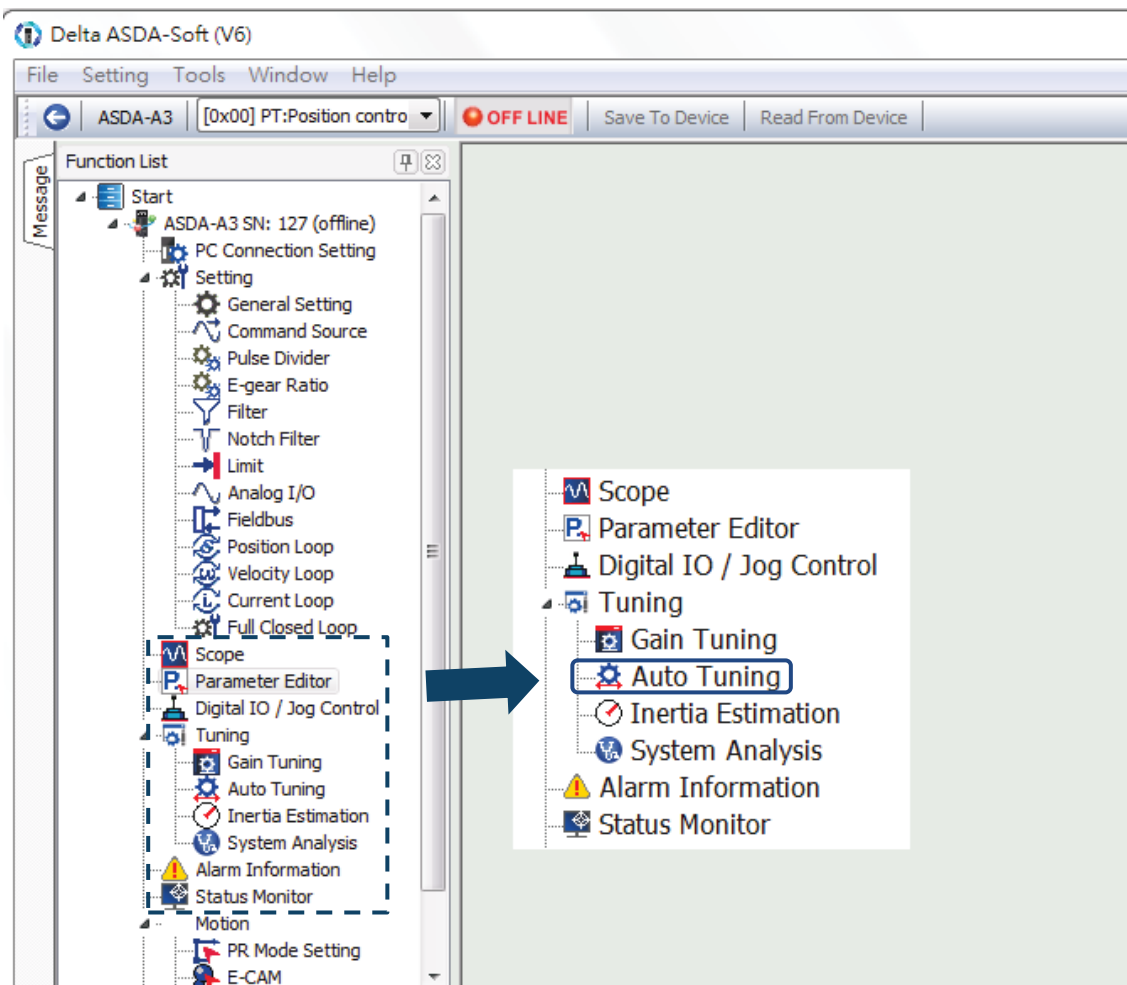 Delta ASDA-Soft (V6)
File Setting Tools Window Help
ASDA-A3 [0x00] PT:Position contro OFF LINE Save To Device Read From Device
Message
Function List
Start
ASDA-A3 SN: 127 (offline)
PC Connection Setting
Setting
General Setting
Command Source
Pulse Divider
E-gear Ratio
Filter
Notch Filter
Limit
Analog I/O
Fieldbus
Position Loop
Velocity Loop
Current Loop
Full Closed Loop
Scope
Parameter Editor
Digital IO / Jog Control
Tuning
Gain Tuning
Auto Tuning
Inertia Estimation
System Analysis
Alarm Information
Status Monitor
Motion
PR Mode Setting
E-CAM
Scope
Parameter Editor
Digital IO / Jog Control
Tuning
Gain Tuning
Auto Tuning
Inertia Estimation
System Analysis
Alarm Information
Status Monitor